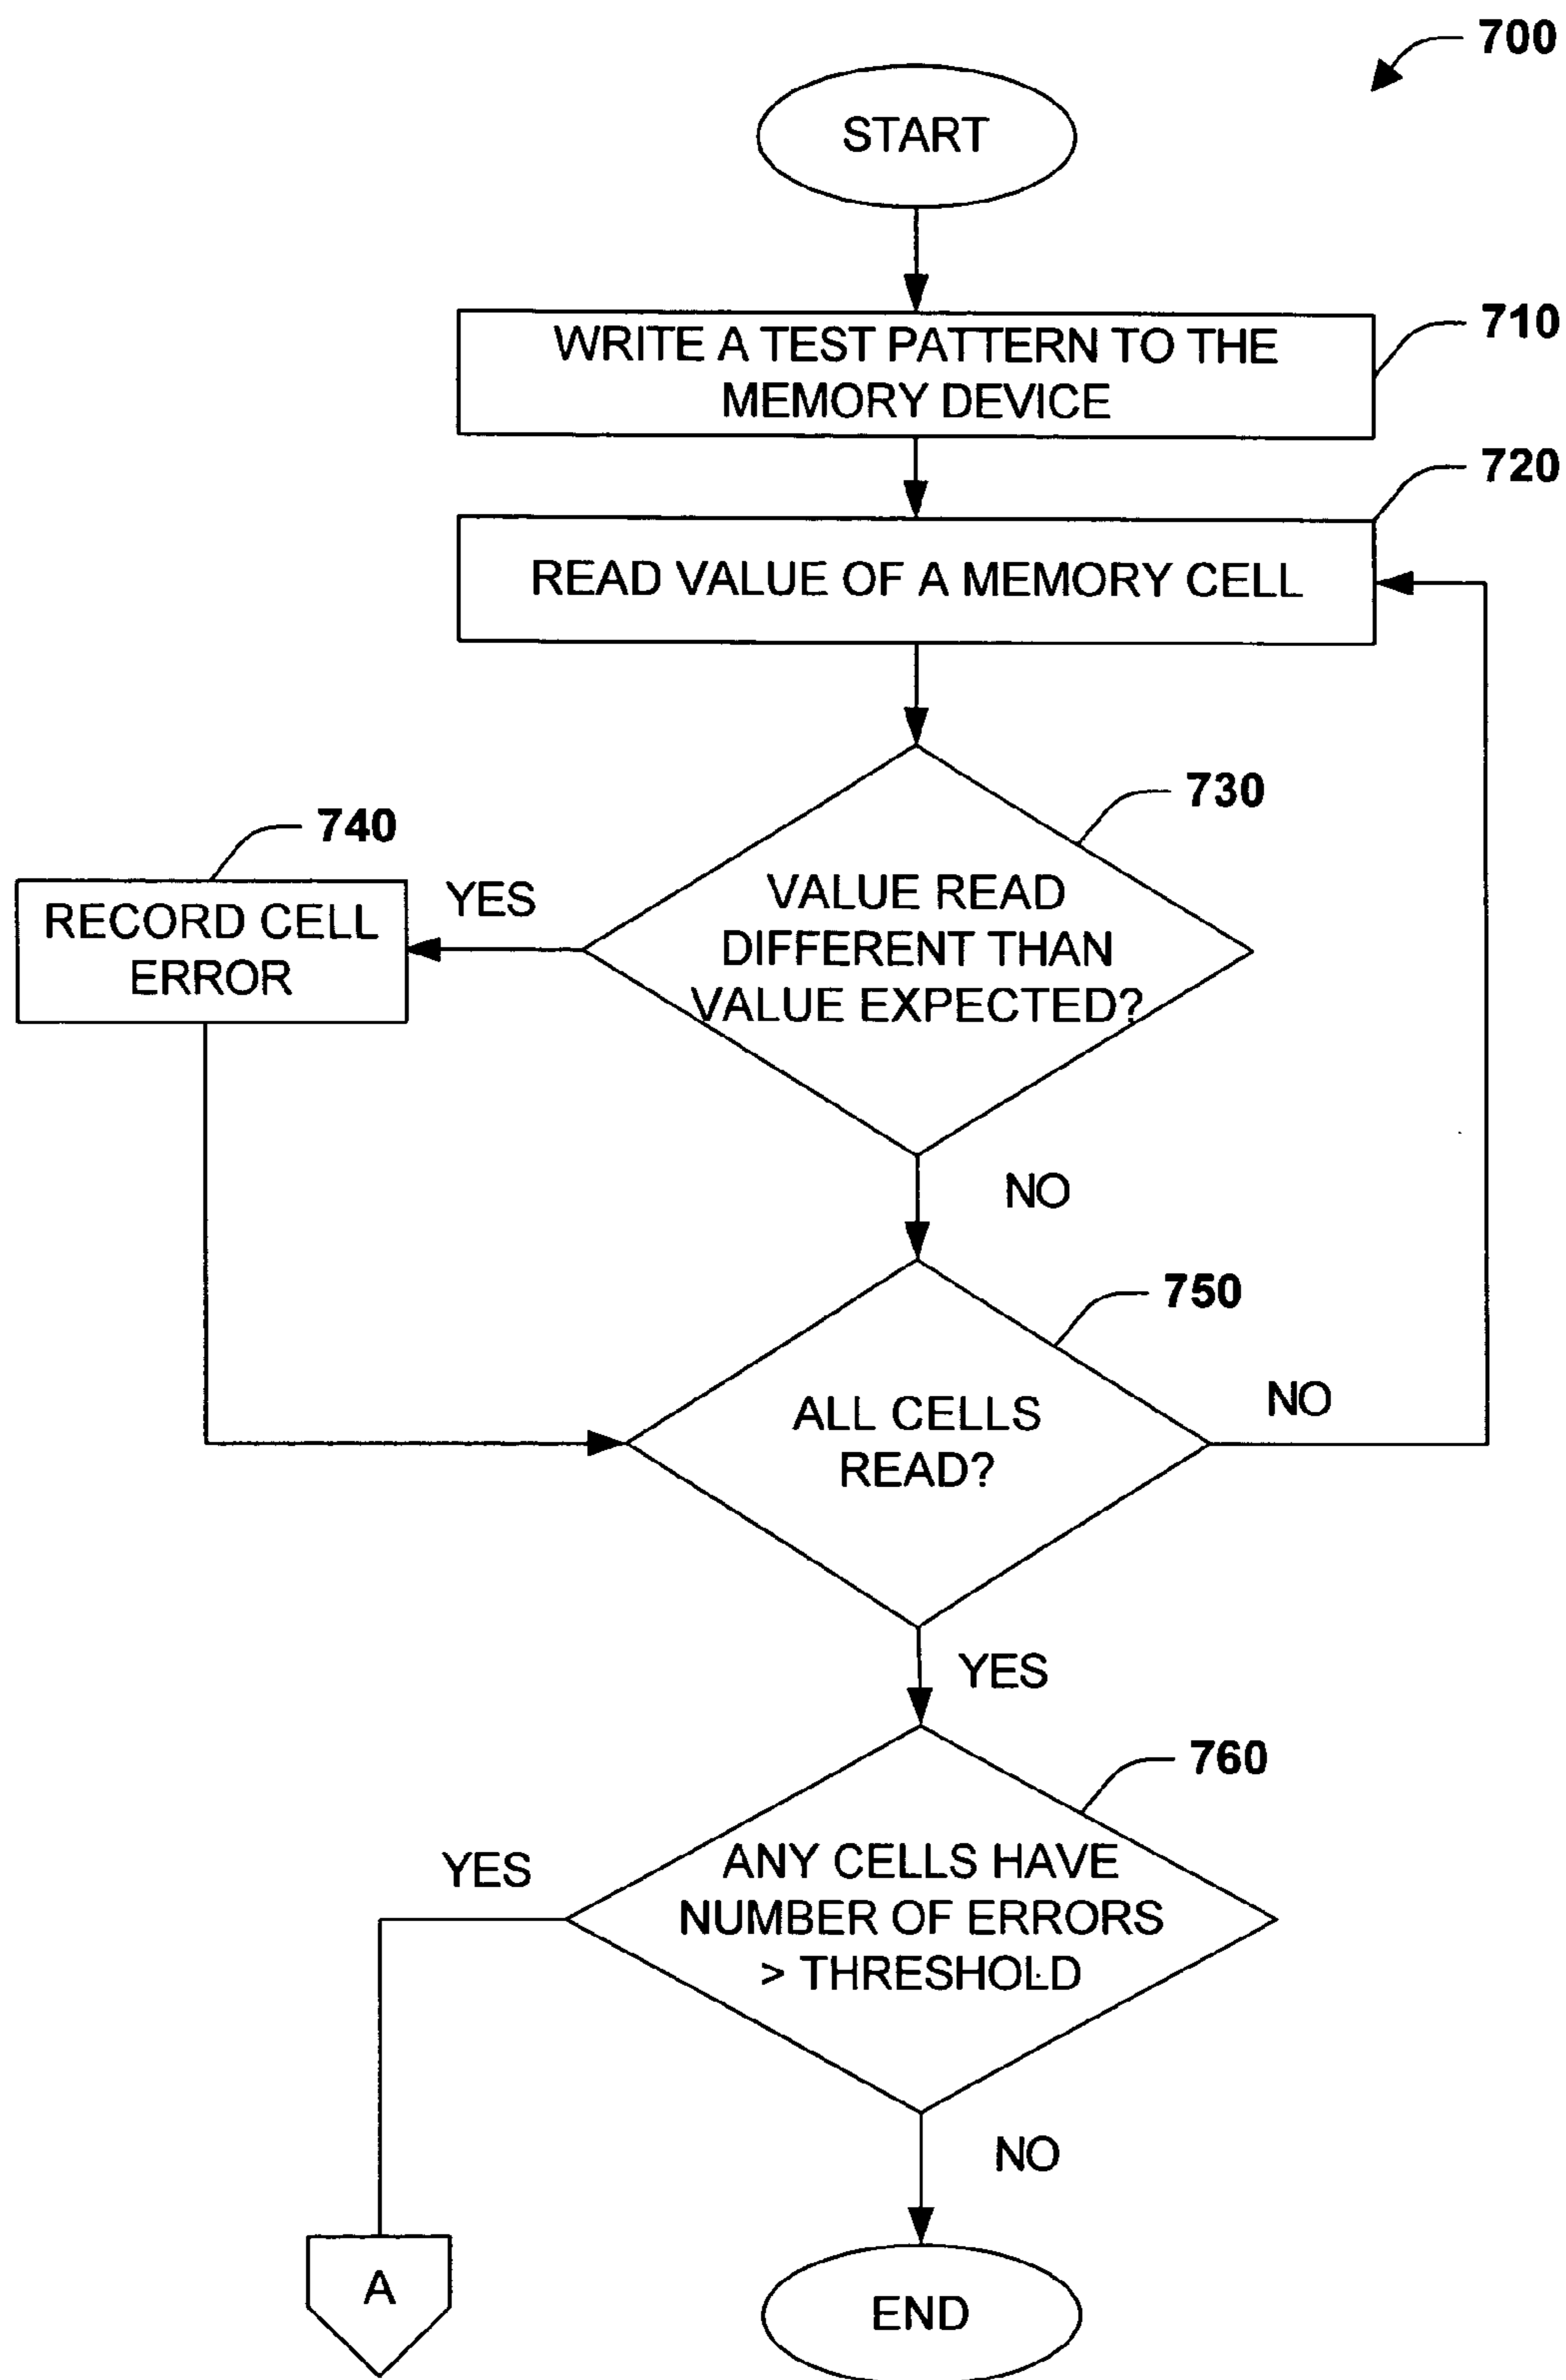 700
START
WRITE A TEST PATTERN TO THE
MEMORY DEVICE
710
READ VALUE OF A MEMORY CELL
720
VALUE READ
DIFFERENT THAN
VALUE EXPECTED?
730
YES
RECORD CELL
ERROR
740
NO
ALL CELLS
READ?
750
NO
YES
ANY CELLS HAVE
NUMBER OF ERRORS
> THRESHOLD
760
YES
NO
A
END